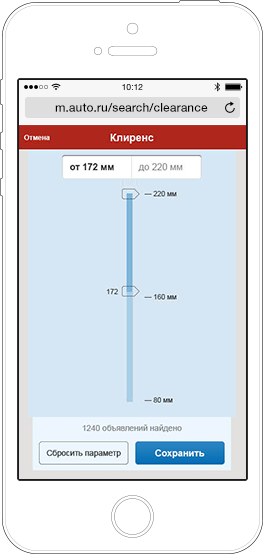 10:12
m.auto.ru/search/clearance
Отмена Клиренс
от 172 мм до 220 мм
— 220 мм
172
— 160 мм
— 80 мм
1240 объявлений найдено
Сбросить параметр Сохранить